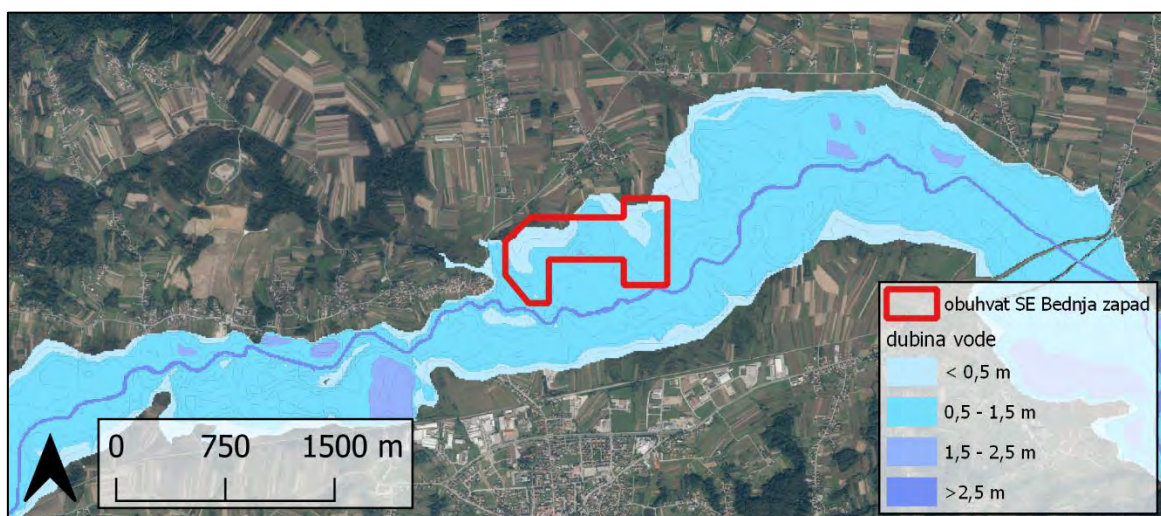 0 750 1500 m
obuhvat SE Bednja zapad
dubina vode
< 0,5 m
0,5 - 1,5 m
1,5 - 2,5 m
>2,5 m